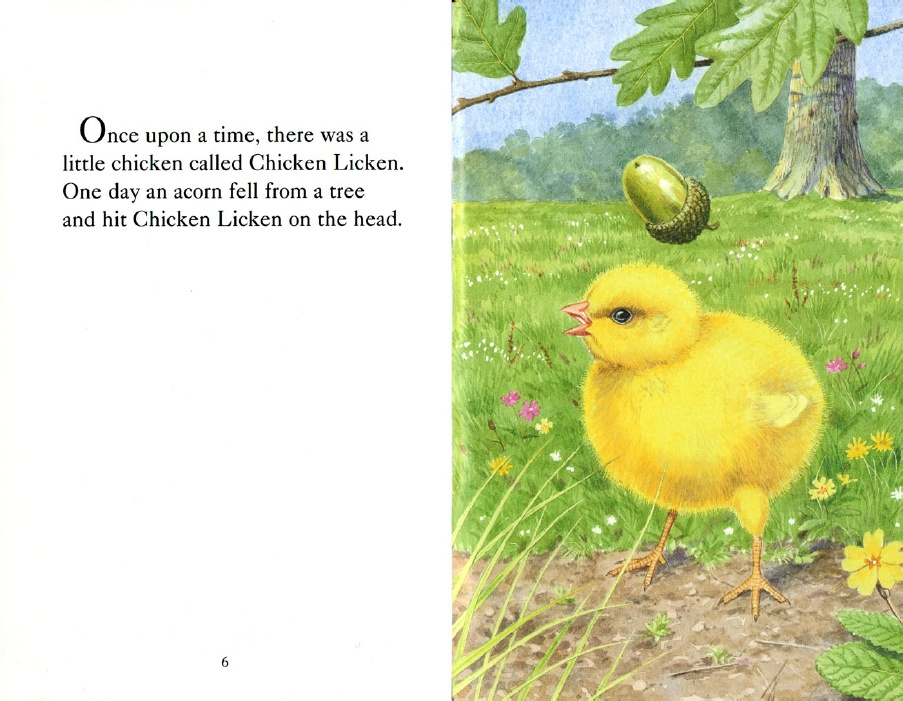 Once upon a time, there was a
little chicken called Chicken Licken.
One day an acorn fell from a tree
and hit Chicken Licken on the head.
6